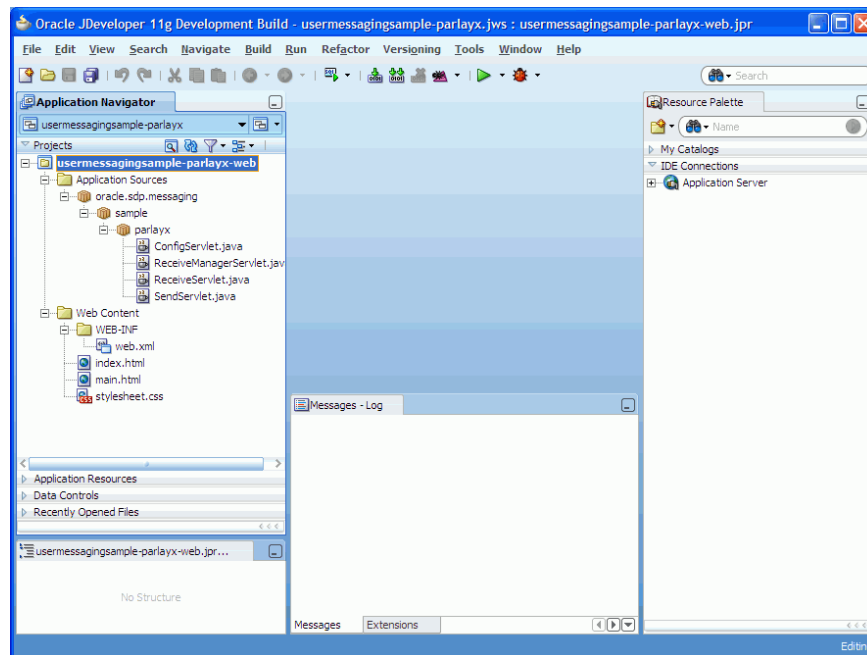 Oracle JDeveloper 11g Development Build - usermessagingsample-parlayx.jws : usermessagingsample-parlayx-web.jpr
File Edit View Search Navigate Build Run Refactor Versioning Tools Window Help
Search
Application Navigator
usermessagingsample-parlayx
Projects
usermessagingsample-parlayx-web
Application Sources
oracle.sdp.messaging
sample
parlayx
ConfigServlet.java
ReceiveManagerServlet.jav
ReceiveServlet.java
SendServlet.java
Web Content
WEB-INF
web.xml
index.html
main.html
stylesheet.css
Application Resources
Data Controls
Recently Opened Files
usermessagingsample-parlayx-web.jpr...
No Structure
Messages - Log
Messages Extensions
Resource Palette
Name
My Catalogs
IDE Connections
Application Server
Editin